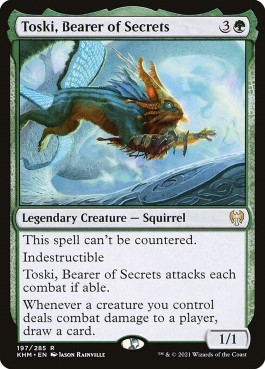 Toski, Bearer of Secrets 3
Legendary Creature — Squirrel
This spell can't be countered.
Indestructible
Toski, Bearer of Secrets attacks each
combat if able.
Whenever a creature you control
deals combat damage to a player,
draw a card.
1/1
197/285 R
KHM • EN JASON RAINVILLE
™ & © 2021 Wizards of the Coast